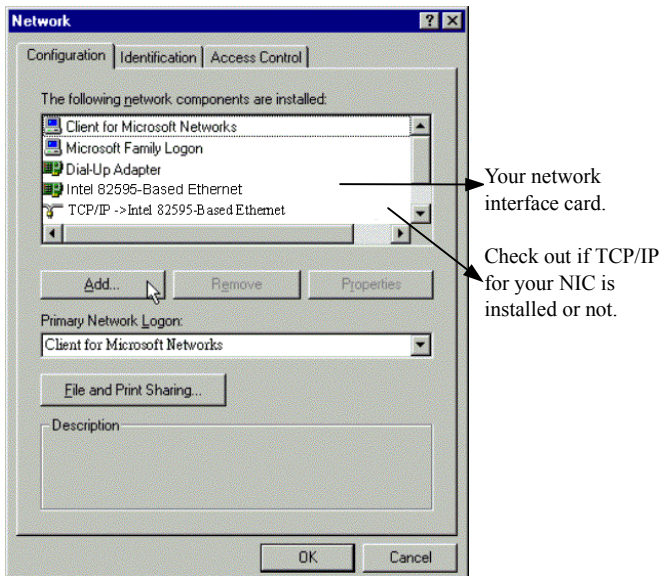 Network
Configuration
Identification
Access Control
The following network components are installed:
Client for Microsoft Networks
Microsoft Family Logon
Dial-Up Adapter
Intel 82595-Based Ethernet
TCP/IP ->Intel 82595-Based Ethernet
Your network
interface card.
Check out if TCP/IP
for your NIC is
installed or not.
Add...
Remove
Properties
Primary Network Logon:
Client for Microsoft Networks
File and Print Sharing...
Description
OK
Cancel